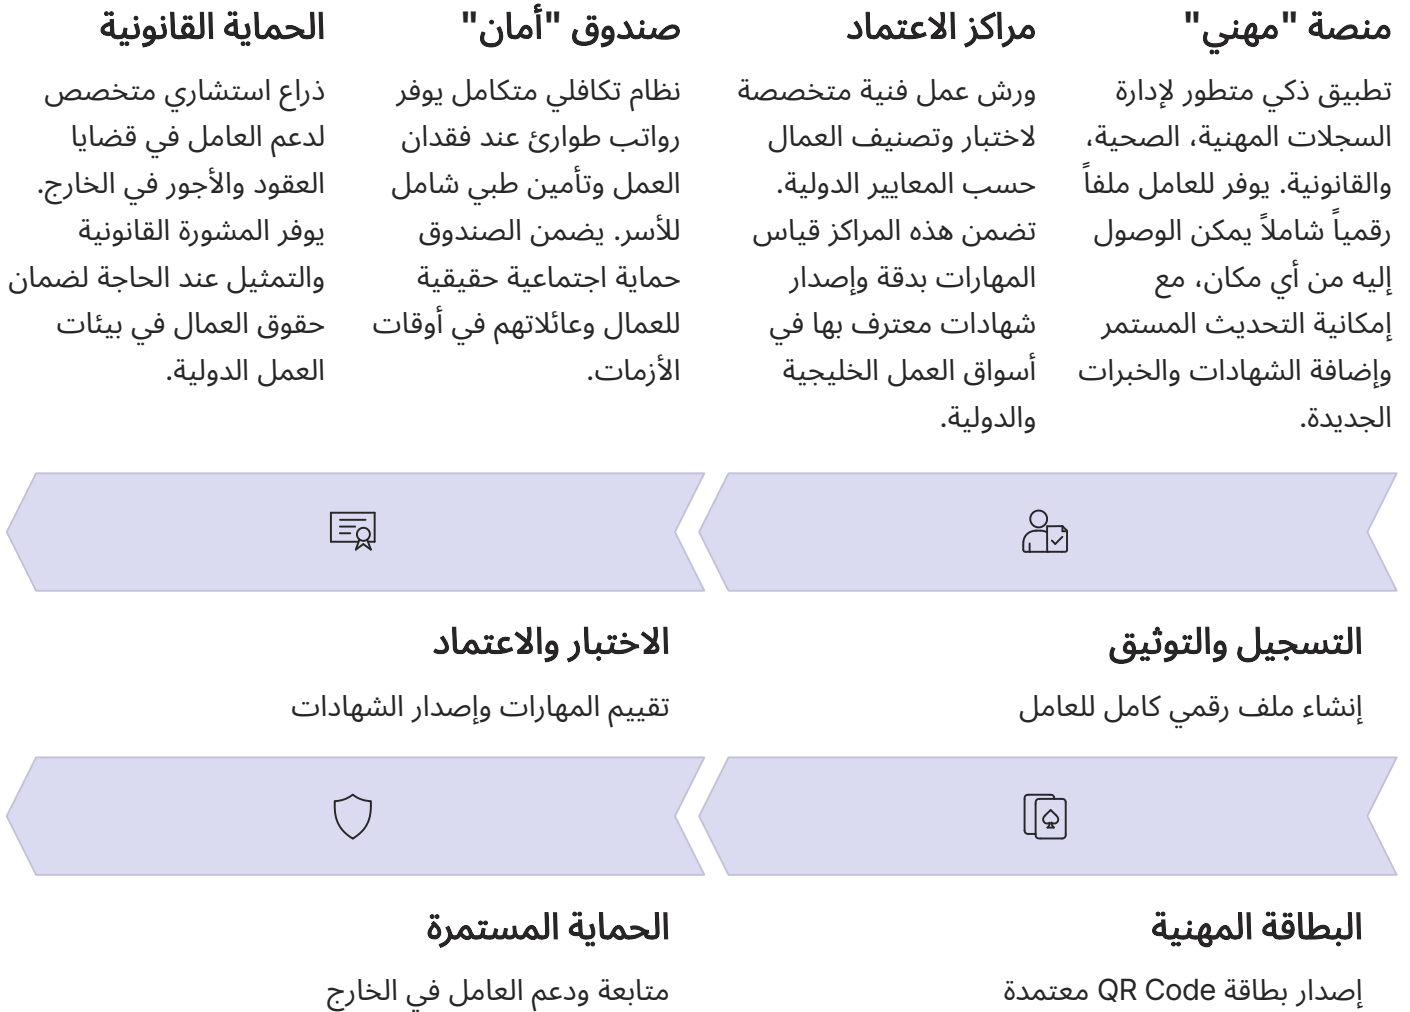 منصة "مهني"
تطبيق ذكي متطور لإدارة
السجلات المهنية، الصحية،
والقانونية. يوفر للعامل ملفاً
رقمياً شاملاً يمكن الوصول
إليه من أي مكان، مع
إمكانية التحديث المستمر
وإضافة الشهادات والخبرات
الجديدة.
مراكز الاعتماد
ورش عمل فنية متخصصة
لاختبار وتصنيف العمال
حسب المعايير الدولية.
تضمن هذه المراكز قياس
المهارات بدقة وإصدار
شهادات معترف بها في
أسواق العمل الخليجية
والدولية.
صندوق "أمان"
نظام تكافلي متكامل يوفر
رواتب طوارئ عند فقدان
العمل وتأمين طبي شامل
للأسر. يضمن الصندوق
حماية اجتماعية حقيقية
للعمال وعائلاتهم في أوقات
الأزمات.
الحماية القانونية
ذراع استشاري متخصص
لدعم العامل في قضايا
العقود والأجور في الخارج.
يوفر المشورة القانونية
والتمثيل عند الحاجة لضمان
حقوق العمال في بيئات
العمل الدولية.
التسجيل والتوثيق
إنشاء ملف رقمي كامل للعامل
الاختبار والاعتماد
تقييم المهارات وإصدار الشهادات
البطاقة المهنية
إصدار بطاقة QR Code معتمدة
الحماية المستمرة
متابعة ودعم العامل في الخارج